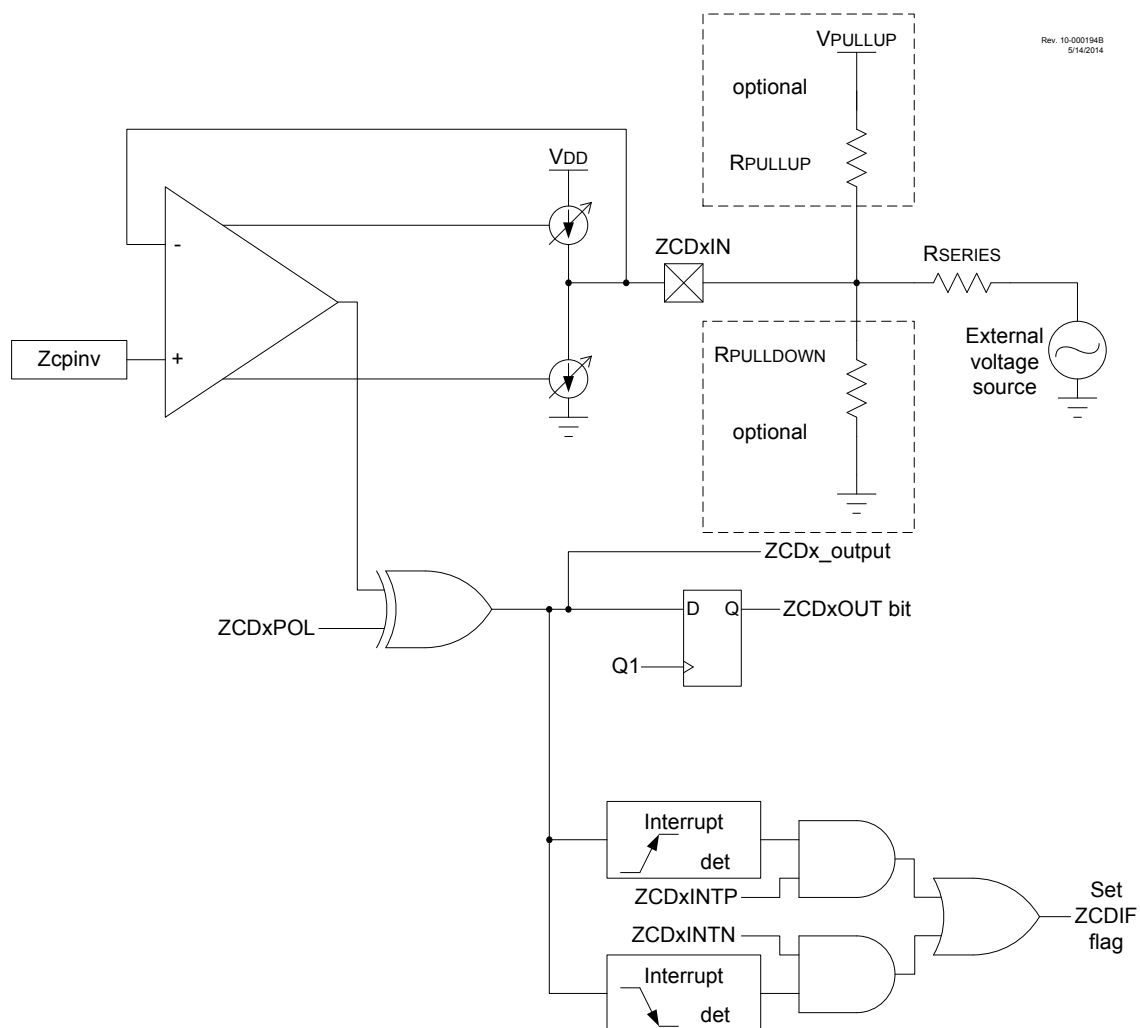 Rev. 10-000194B
5/14/2014
VPULLUP
optional
RPULLUP
VDD
-
ZCDxIN
RSERIES
Zcpinv
+
RPULLDOWN
optional
External
voltage
source
ZCDx_output
D Q
ZCDxOUT bit
ZCDxPOL
Q1
Interrupt
det
ZCDxINTP
ZCDxINTN
Interrupt
det
Set
ZCDIF
flag